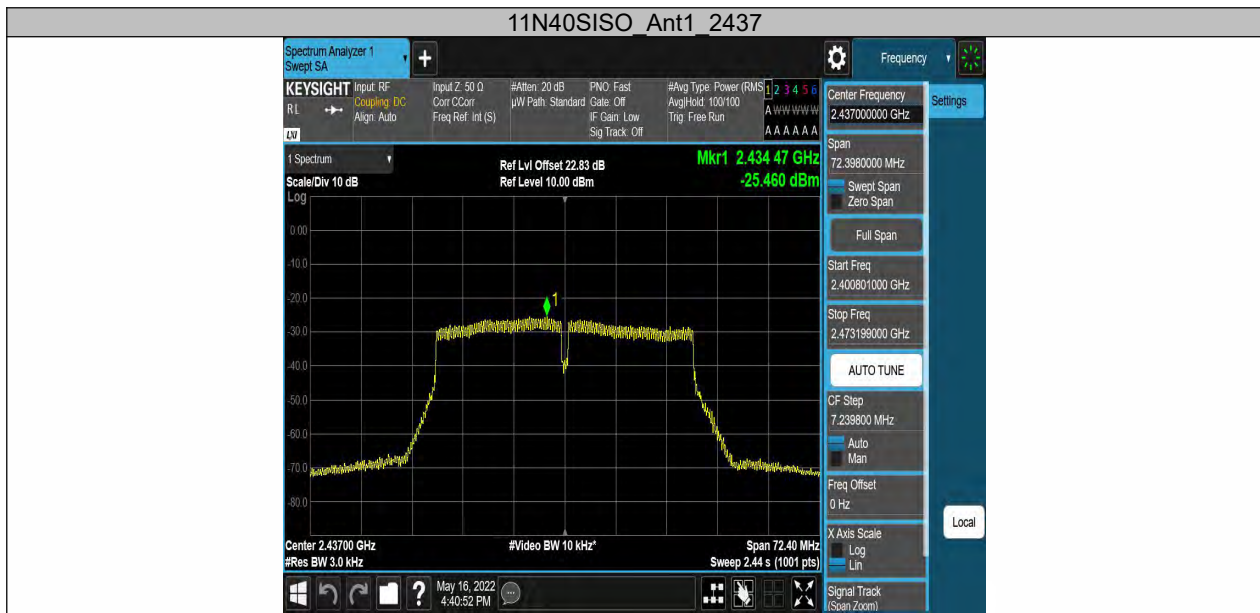 11N40SISO_Ant1_2437
Spectrum Analyzer 1
Swept SA
+
Frequency
KEYSIGHT
R L
LXI
Input: RF
Coupling: DC
Align: Auto
Input Z: 50 Ω
Corr CCorr
Freq Ref: Int (S)
#Atten: 20 dB
µW Path: Standard
PNO: Fast
Gate: Off
IF Gain: Low
Sig Track: Off
#Avg Type: Power (RMS
Avg|Hold: 100/100
Trig: Free Run
1 2 3 4 5 6
A W W W W W
A A A A A A
1 Spectrum
Scale/Div 10 dB
Ref Lvl Offset 22.83 dB
Ref Level 10.00 dBm
Mkr1 2.434 47 GHz
-25.460 dBm
Log
0.00
-10.0
-20.0
-30.0
-40.0
-50.0
-60.0
-70.0
-80.0
1
Center 2.43700 GHz
#Res BW 3.0 kHz
#Video BW 10 kHz*
Span 72.40 MHz
Sweep 2.44 s (1001 pts)
May 16, 2022
4:40:52 PM
?
Center Frequency
2.437000000 GHz
Span
72.3980000 MHz
Swept Span
Zero Span
Full Span
Start Freq
2.400801000 GHz
Stop Freq
2.473199000 GHz
AUTO TUNE
CF Step
7.239800 MHz
Auto
Man
Freq Offset
0 Hz
X Axis Scale
Log
Lin
Signal Track
(Span Zoom)
Settings
Local